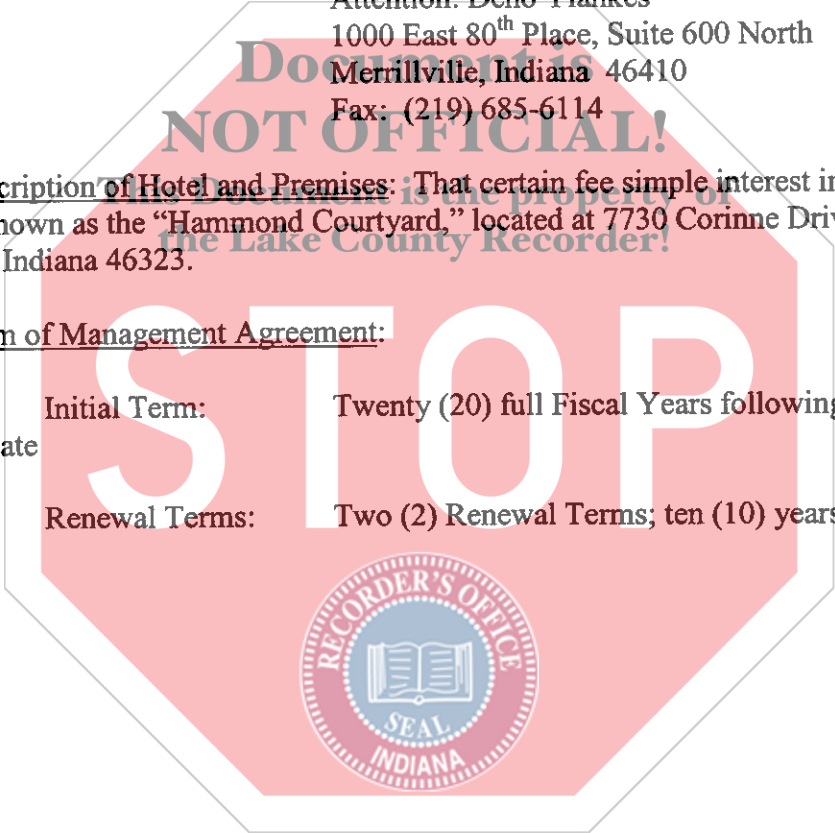 Attention: Deno
1000 East 80th Place, Suite 600 North
Merrillville, Indiana 46410
Fax: (219) 685-6114
Document is
NOT OFFICIAL!
This Document is the property of
the Lake County Recorder!
cription of Hotel and Premises: That certain fee simple interest in
nown as the “Hammond Courtyard,” located at 7730 Corinne Driv
Indiana 46323.
n of Management Agreement:
Initial Term: Twenty (20) full Fiscal Years following
ate
Renewal Terms: Two (2) Renewal Terms; ten (10) years
STOP
RECORDER'S OFFICE
SEAL
INDIANA